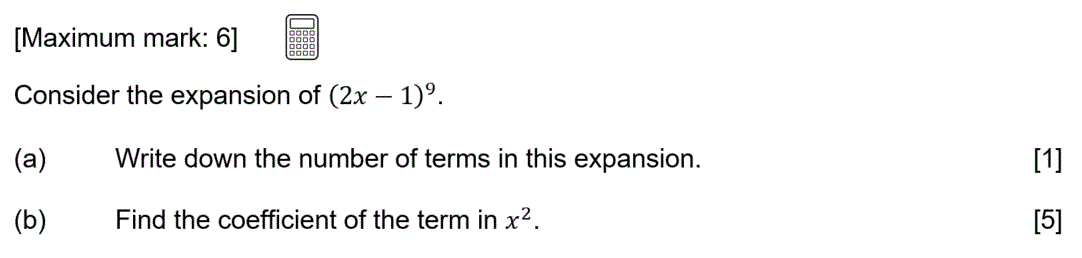 [Maximum mark: 6]
Consider the expansion of (2x − 1)⁹.
(a) Write down the number of terms in this expansion. [1]
(b) Find the coefficient of the term in x². [5]